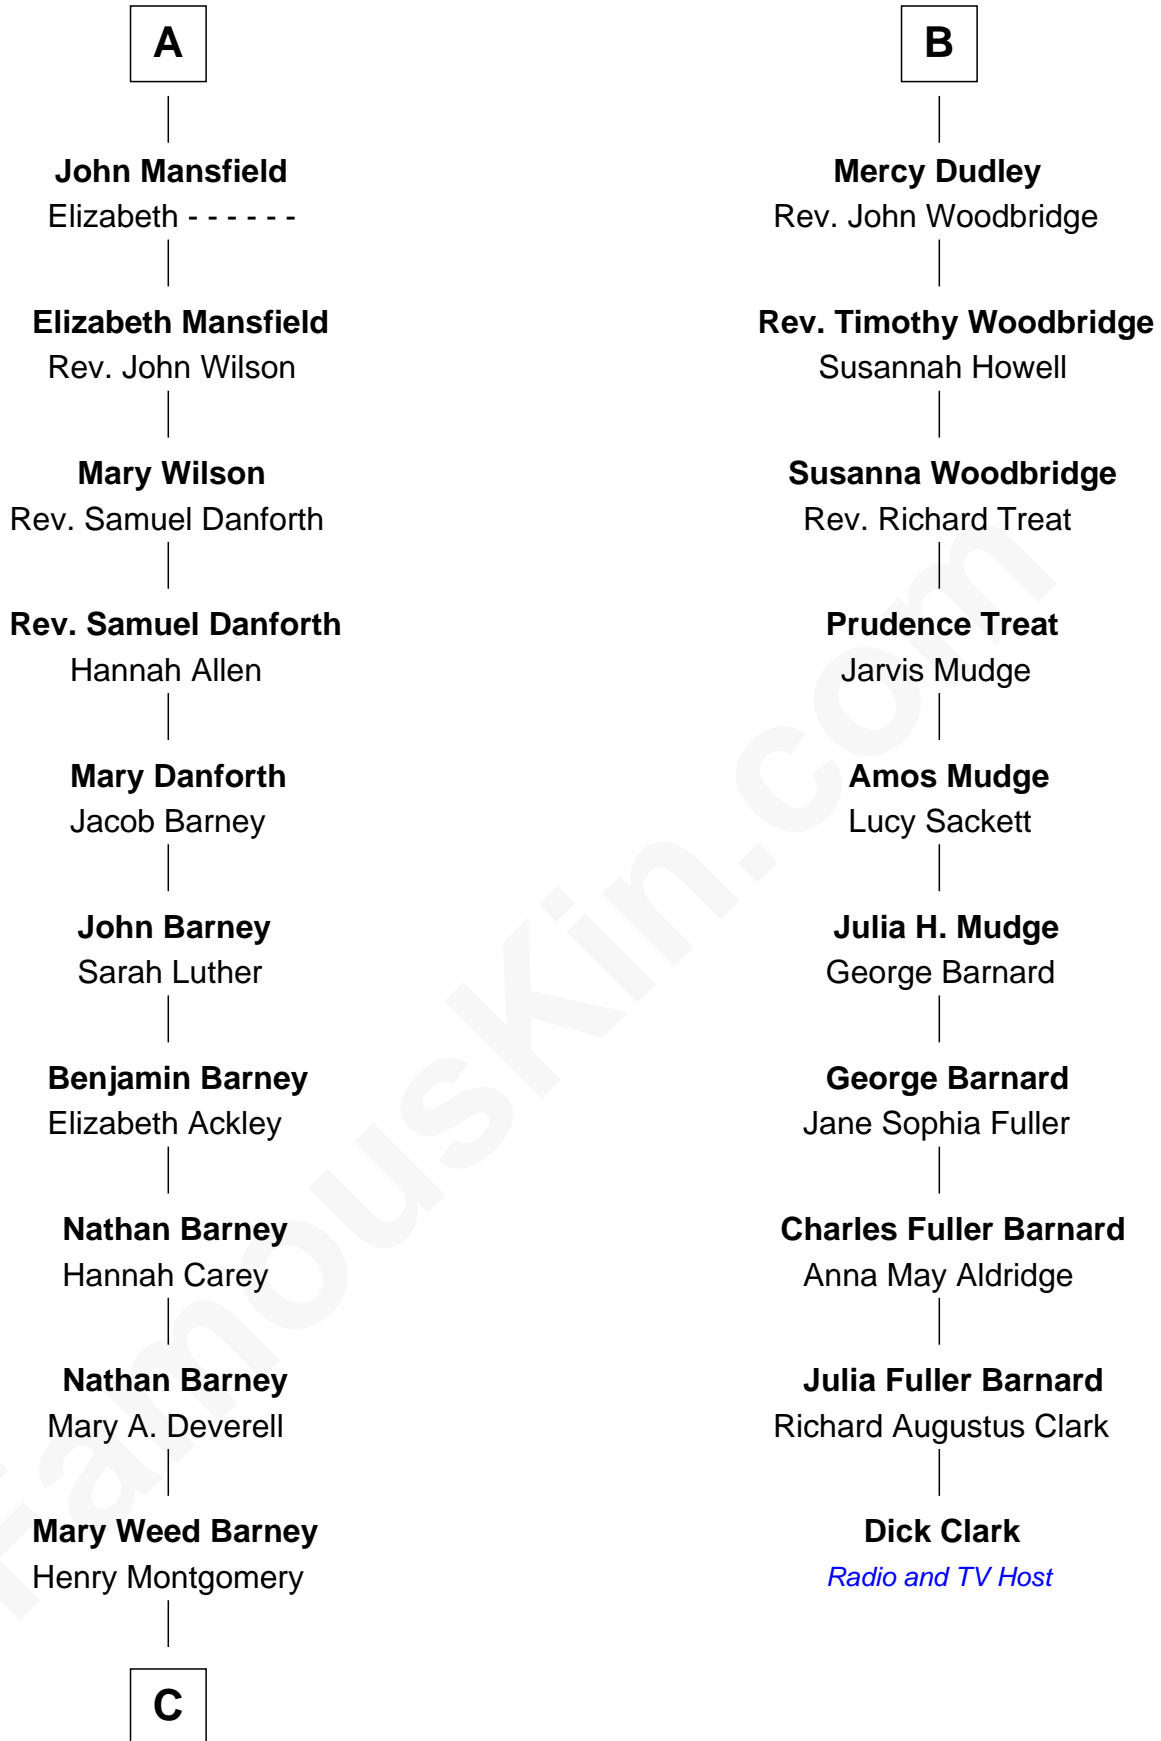 A
John Mansfield
Elizabeth - - - - - -
Elizabeth Mansfield
Rev. John Wilson
Mary Wilson
Rev. Samuel Danforth
Rev. Samuel Danforth
Hannah Allen
Mary Danforth
Jacob Barney
John Barney
Sarah Luther
Benjamin Barney
Elizabeth Ackley
Nathan Barney
Hannah Carey
Nathan Barney
Mary A. Deverell
Mary Weed Barney
Henry Montgomery
C
B
Mercy Dudley
Rev. John Woodbridge
Rev. Timothy Woodbridge
Susannah Howell
Susanna Woodbridge
Rev. Richard Treat
Prudence Treat
Jarvis Mudge
Amos Mudge
Lucy Sackett
Julia H. Mudge
George Barnard
George Barnard
Jane Sophia Fuller
Charles Fuller Barnard
Anna May Aldridge
Julia Fuller Barnard
Richard Augustus Clark
Dick Clark
Radio and TV Host
FamousKin.com